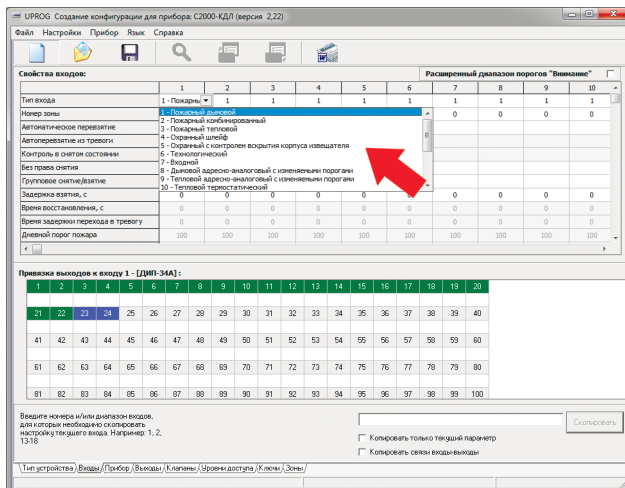 UPROG Создание конфигурации для прибора: С2000-КДЛ (версия 2,22)
Файл Настройки Прибор Язык Справка
Свойства входов: Расширенный диапазон порогов "Внимание"
1 2 3 4 5 6 7 8 9 10
Тип входа 1 - Пожарны 1 1 1 1 1 1 1 1 1
Номер зоны 0 0 0 0
1 - Пожарный дымовой
2 - Пожарный комбинированный
Автоматическое перевзятие
3 - Пожарный тепловой
Автоперевзятие из тревоги
4 - Охранный шлейф
5 - Охранный с контролем вскрытия корпуса извещателя
Контроль в снятом состоянии
6 - Технологический
7 - Входной
Без права снятия
8 - Дымовой адресно-аналоговый с изменяемыми порогами
Групповое снятие/взятие
9 - Тепловой адресно-аналоговый с изменяемыми порогами
10 - Тепловой термостатический
Задержка взятия, с 0 0 0 0 0 0 0 0 0 0
Время восстановления, с 0 0 0 0 0 0 0 0 0 0
Время задержки перехода в тревогу 0 0 0 0 0 0 0 0 0 0
Дневной порог пожара 100 100 100 100 100 100 100 100 100 100
Привязка выходов к входу 1 - [ДИП-34А] :
1 2 3 4 5 6 7 8 9 10 11 12 13 14 15 16 17 18 19 20
21 22 23 24 25 26 27 28 29 30 31 32 33 34 35 36 37 38 39 40
41 42 43 44 45 46 47 48 49 50 51 52 53 54 55 56 57 58 59 60
61 62 63 64 65 66 67 68 69 70 71 72 73 74 75 76 77 78 79 80
81 82 83 84 85 86 87 88 89 90 91 92 93 94 95 96 97 98 99 100
Введите номера и/или диапазон входов,
для которых необходимо скопировать
настройку текущего входа. Например: 1, 2,
13-18
Скопировать
Копировать только текущий параметр
Копировать связи входы-выходы
Тип устройства Входы Прибор Выходы Клапаны Уровни доступа Ключи Зоны